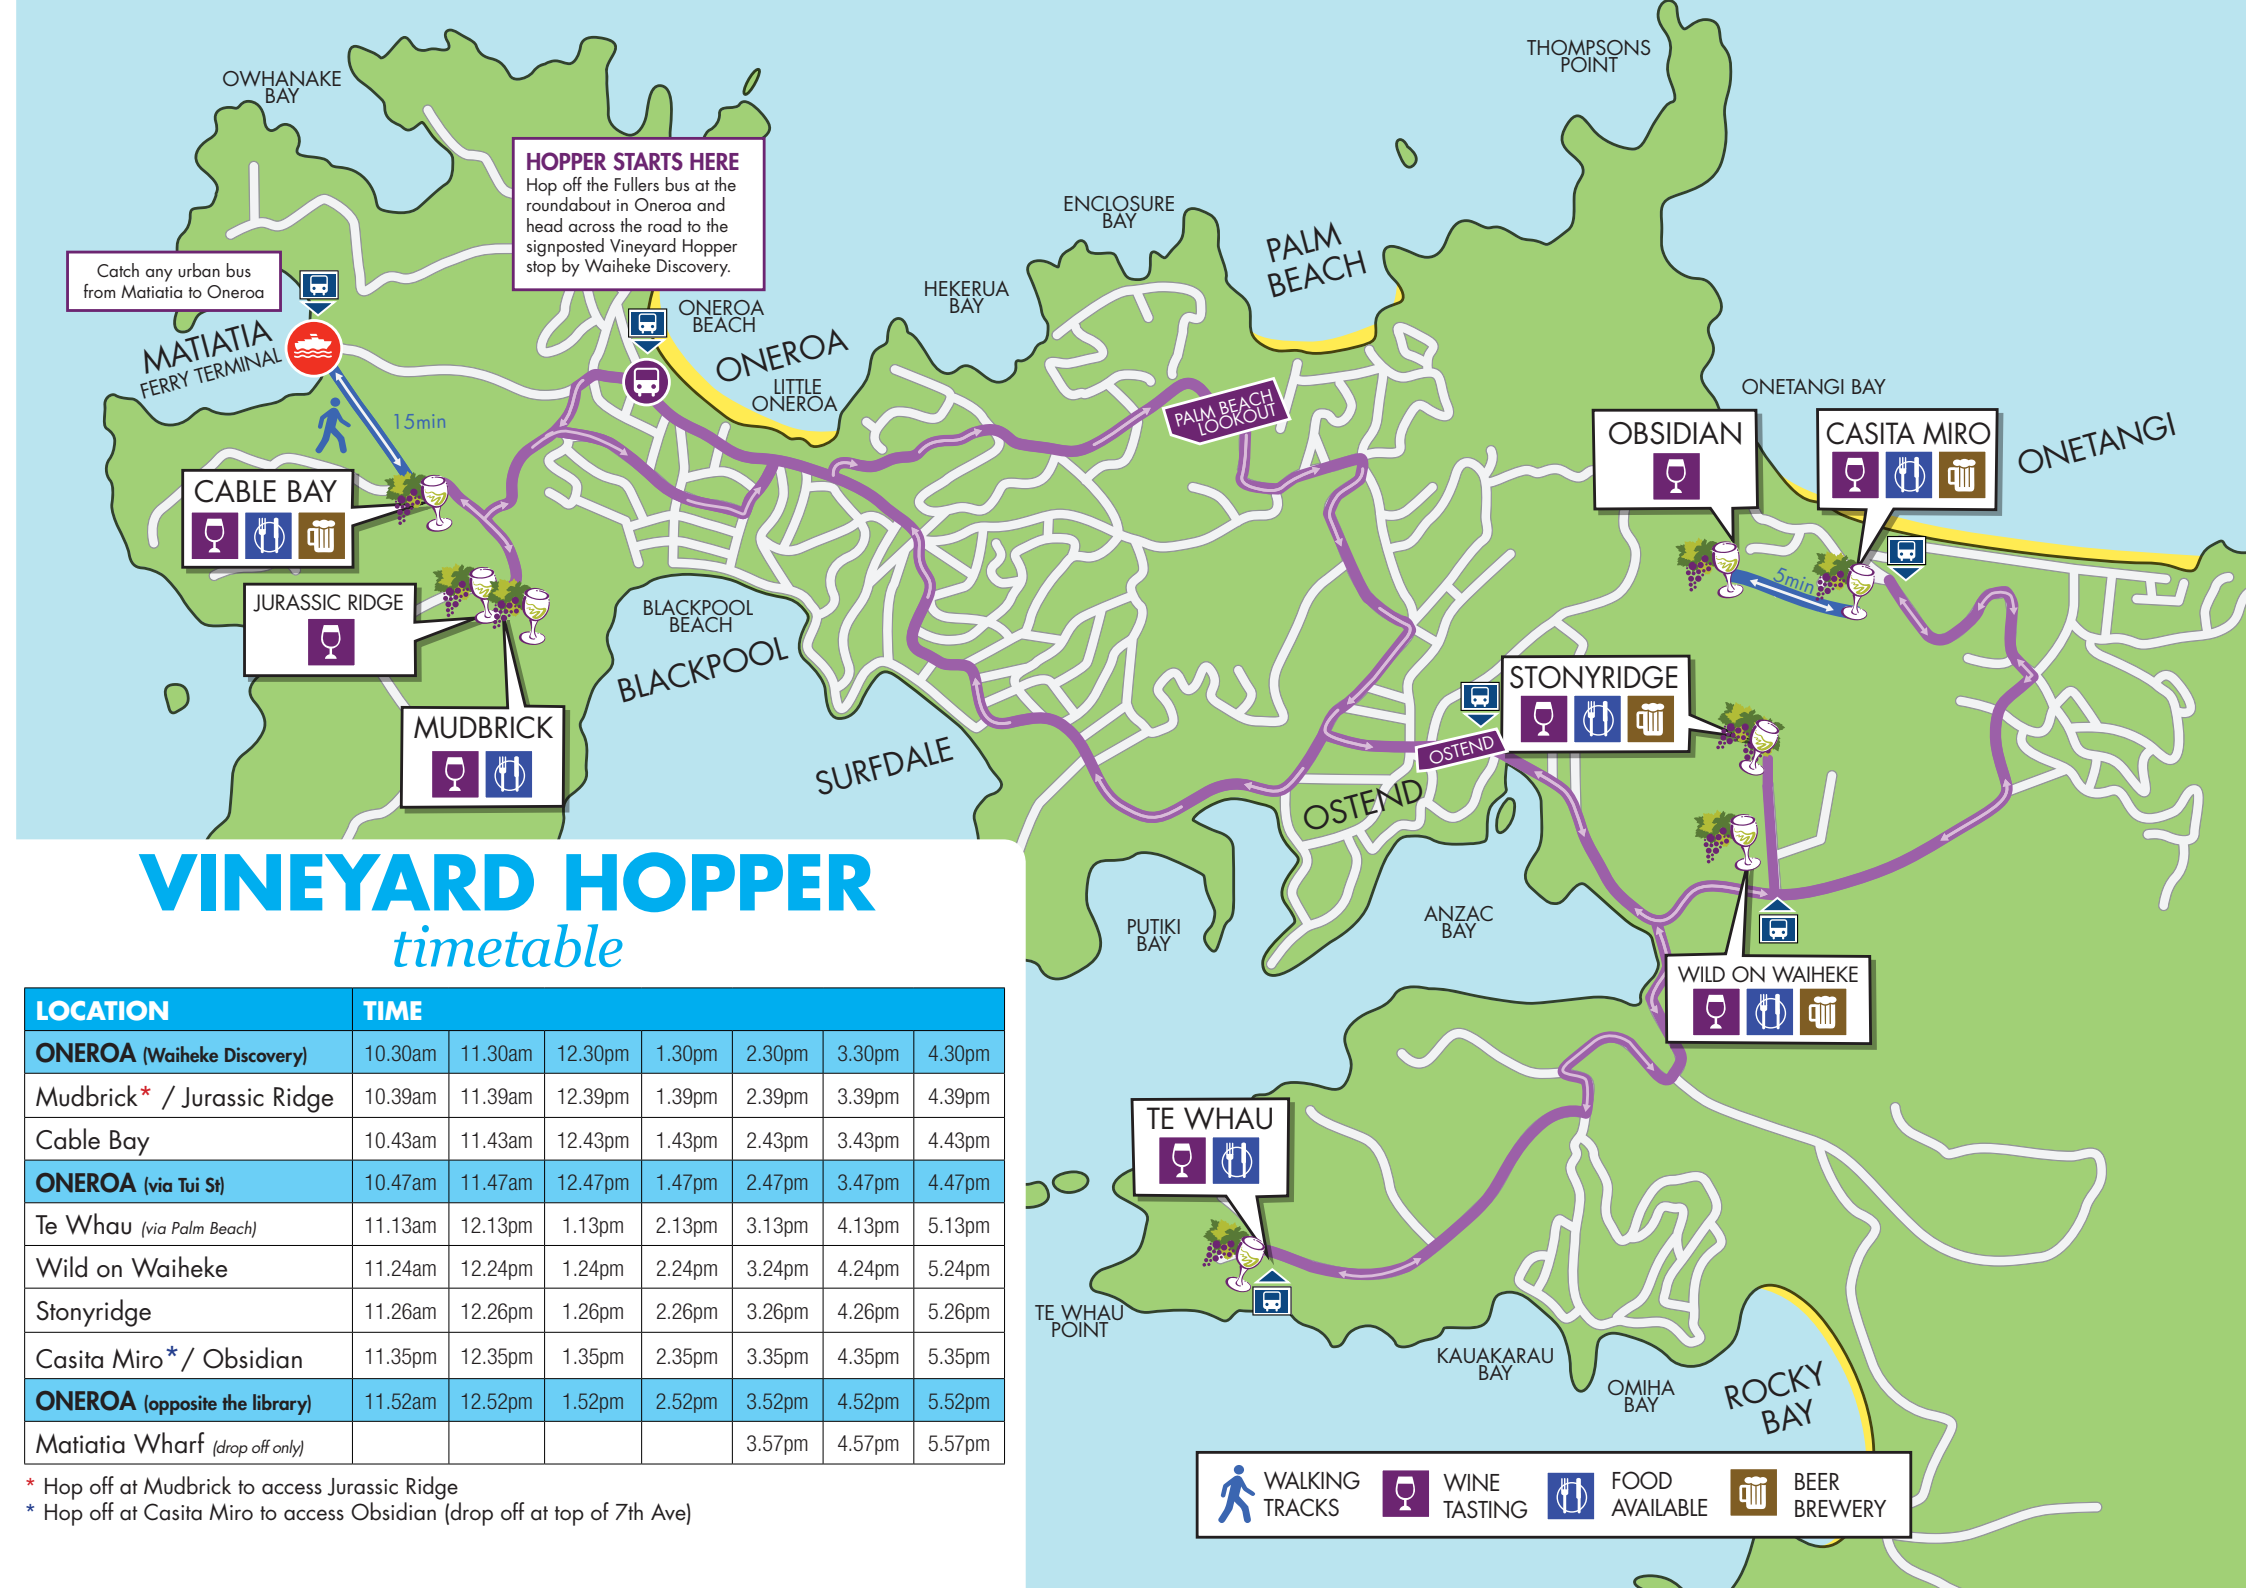 OWHANAKE
BAY
THOMPSONS
POINT
HOPPER STARTS HERE
Hop off the Fullers bus at the
roundabout in Oneroa and
head across the road to the
signposted Vineyard Hopper
stop by Waiheke Discovery.
Catch any urban bus
from Matiatia to Oneroa
ENCLOSURE
BAY
PALM
BEACH
HEKERUA
BAY
ONEROA
BEACH
MATIATIA
FERRY TERMINAL
ONEROA
LITTLE
ONEROA
15min
PALM BEACH
LOOKOUT
ONETANGI BAY
OBSIDIAN
CASITA MIRO
ONETANGI
CABLE BAY
JURASSIC RIDGE
5min
BLACKPOOL
BEACH
BLACKPOOL
MUDBRICK
STONYRIDGE
SURFDALE
OSTEND
OSTEND
PUTIKI
BAY
ANZAC
BAY
WILD ON WAIHEKE
TE WHAU
TE WHAU
POINT
KAUAKARAU
BAY
OMIHA
BAY
ROCKY
BAY
VINEYARD HOPPER
timetable
LOCATION TIME
ONEROA (Waiheke Discovery) 10.30am 11.30am 12.30pm 1.30pm 2.30pm 3.30pm 4.30pm
Mudbrick* / Jurassic Ridge 10.39am 11.39am 12.39pm 1.39pm 2.39pm 3.39pm 4.39pm
Cable Bay 10.43am 11.43am 12.43pm 1.43pm 2.43pm 3.43pm 4.43pm
ONEROA (via Tui St) 10.47am 11.47am 12.47pm 1.47pm 2.47pm 3.47pm 4.47pm
Te Whau (via Palm Beach) 11.13am 12.13pm 1.13pm 2.13pm 3.13pm 4.13pm 5.13pm
Wild on Waiheke 11.24am 12.24pm 1.24pm 2.24pm 3.24pm 4.24pm 5.24pm
Stonyridge 11.26am 12.26pm 1.26pm 2.26pm 3.26pm 4.26pm 5.26pm
Casita Miro* / Obsidian 11.35pm 12.35pm 1.35pm 2.35pm 3.35pm 4.35pm 5.35pm
ONEROA (opposite the library) 11.52am 12.52pm 1.52pm 2.52pm 3.52pm 4.52pm 5.52pm
Matiatia Wharf (drop off only) 3.57pm 4.57pm 5.57pm
* Hop off at Mudbrick to access Jurassic Ridge
* Hop off at Casita Miro to access Obsidian (drop off at top of 7th Ave)
WALKING
TRACKS
WINE
TASTING
FOOD
AVAILABLE
BEER
BREWERY